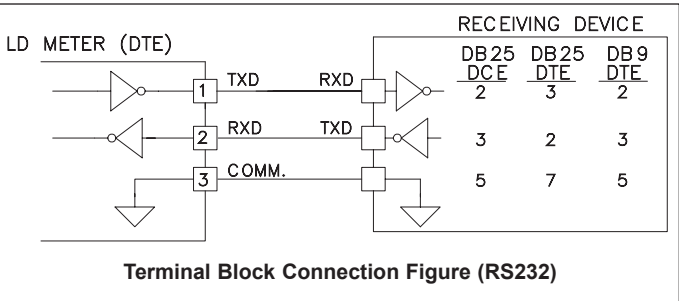 RECEIVING DEVICE
LD METER (DTE)
DB25 DB25 DB9
DCE DTE DTE
1 TXD RXD 2 3 2
2 RXD TXD 3 2 3
3 COMM. 5 7 5
Terminal Block Connection Figure (RS232)